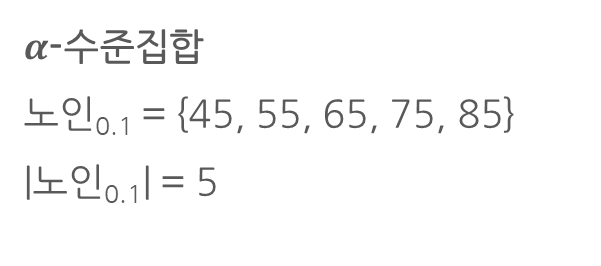 α-수준집합
노인₀.₁ = {45, 55, 65, 75, 85}
|노인₀.₁| = 5